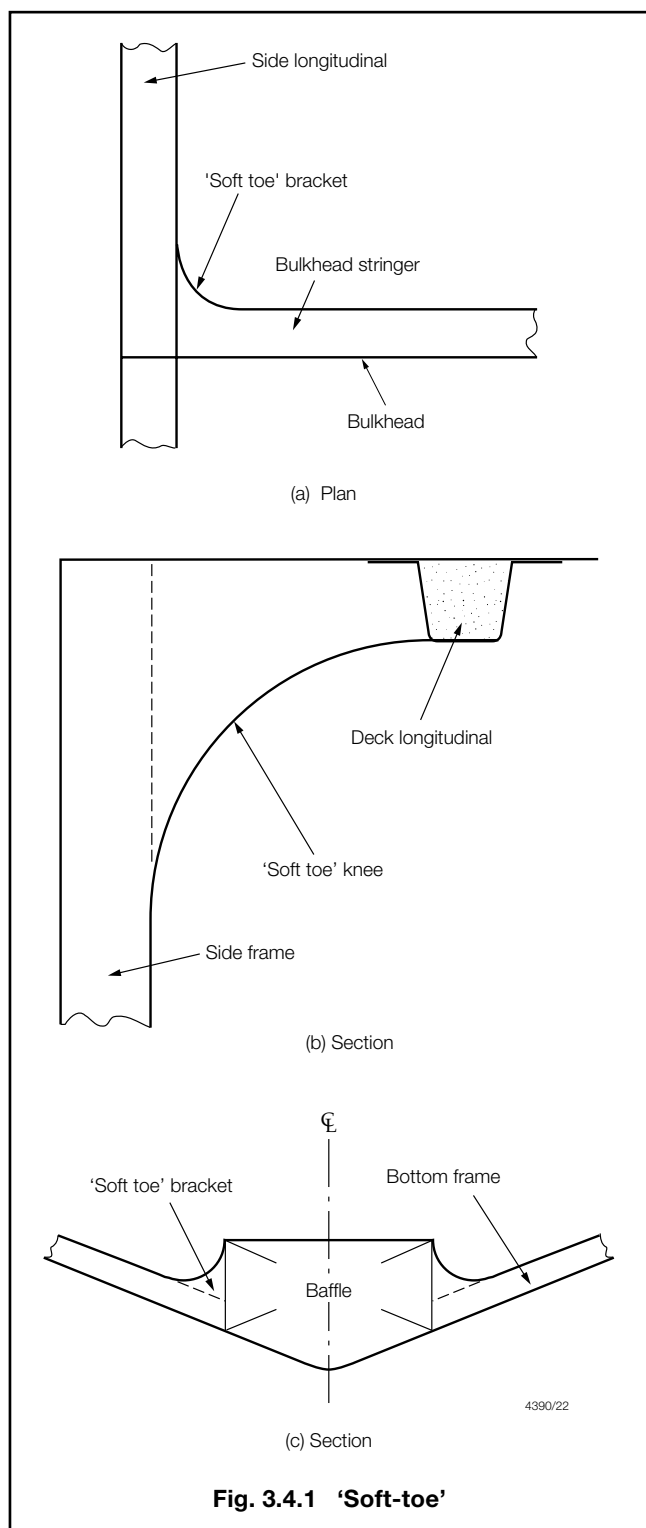 Side longitudinal
'Soft toe' bracket
Bulkhead stringer
Bulkhead
(a) Plan
Deck longitudinal
‘Soft toe’ knee
Side frame
(b) Section
℄
‘Soft toe’ bracket
Bottom frame
Baffle
4390/22
(c) Section
Fig. 3.4.1 ‘Soft-toe’